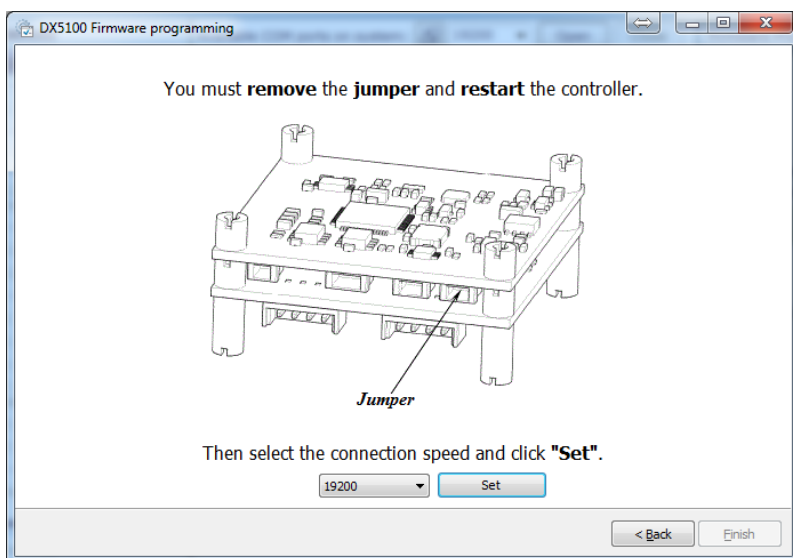 DX5100 Firmware programming
You must remove the jumper and restart the controller.
Jumper
Then select the connection speed and click "Set".
19200 Set
< Back Finish